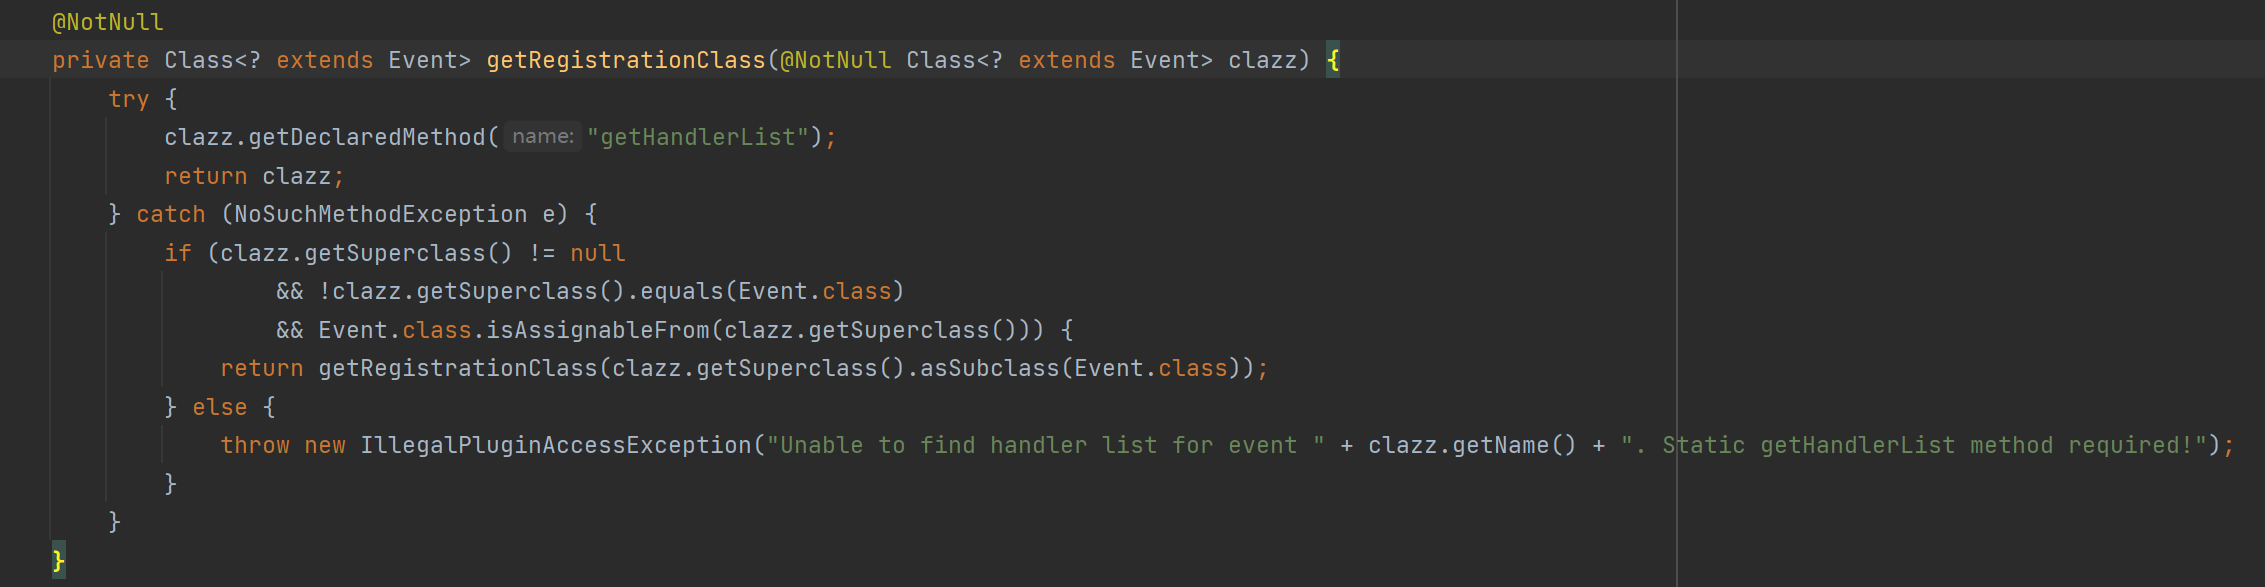 @NotNull
private Class<? extends Event> getRegistrationClass(@NotNull Class<? extends Event> clazz) {
try {
clazz.getDeclaredMethod( name: "getHandlerList");
return clazz;
} catch (NoSuchMethodException e) {
if (clazz.getSuperclass() != null
&& !clazz.getSuperclass().equals(Event.class)
&& Event.class.isAssignableFrom(clazz.getSuperclass())) {
return getRegistrationClass(clazz.getSuperclass().asSubclass(Event.class));
} else {
throw new IllegalPluginAccessException("Unable to find handler list for event " + clazz.getName() + ". Static getHandlerList method required!");
}
}
}